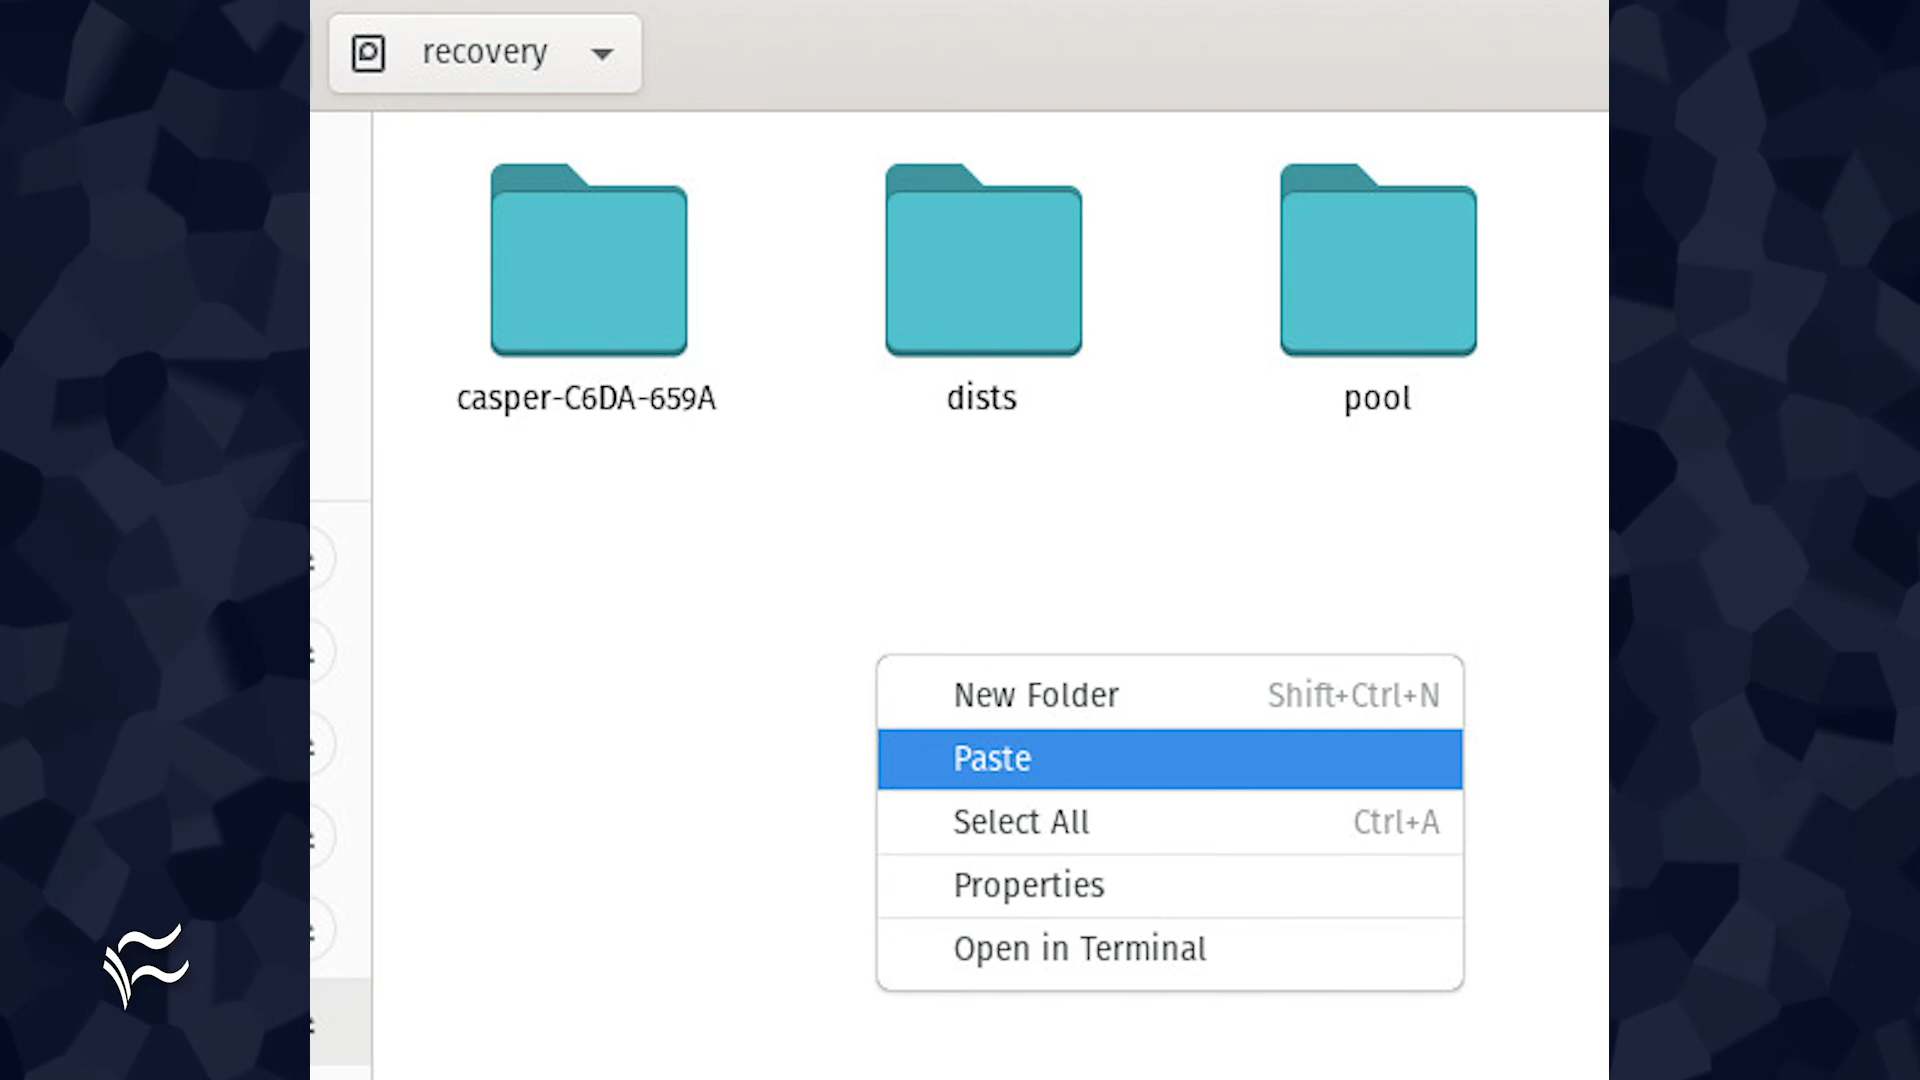 recovery
casper-C6DA-659A
dists
pool
New Folder Shift+Ctrl+N
Paste
Select All Ctrl+A
Properties
Open in Terminal